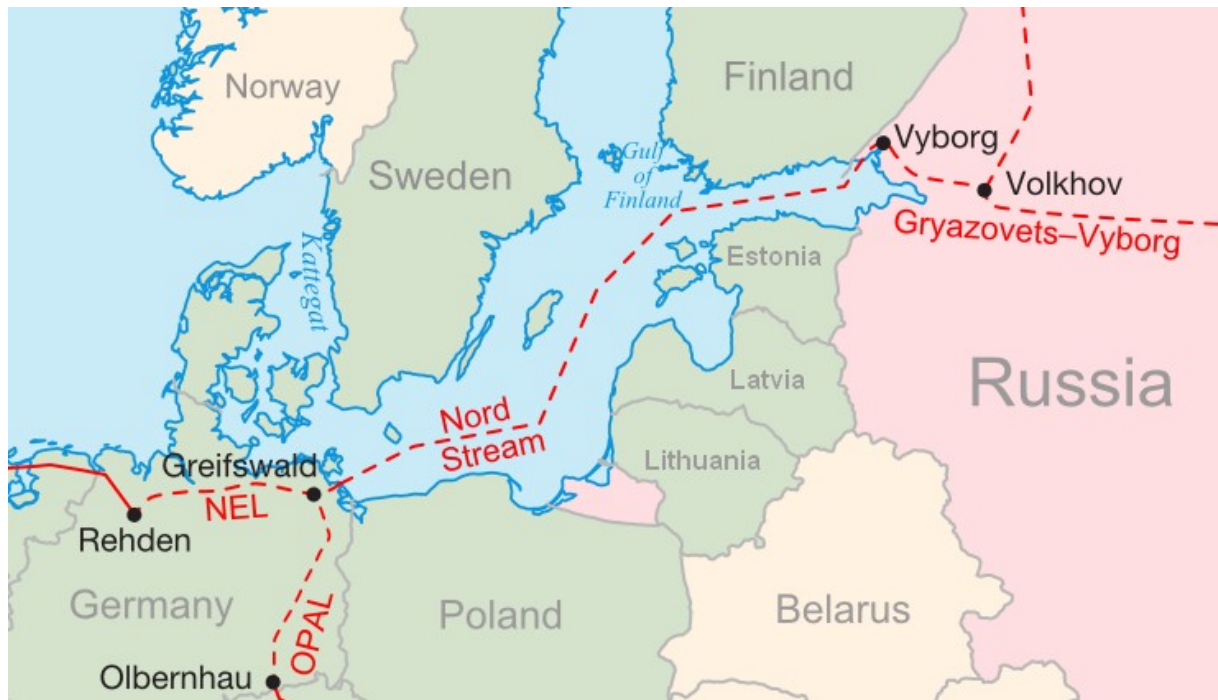 Norway
Finland
Sweden
Gulf
of
Finland
Vyborg
Volkhov
Gryazovets–Vyborg
Kattegat
Estonia
Russia
Latvia
Nord
Stream
Lithuania
Greifswald
NEL
Rehden
Germany
OPAL
Poland
Belarus
Olbernhau